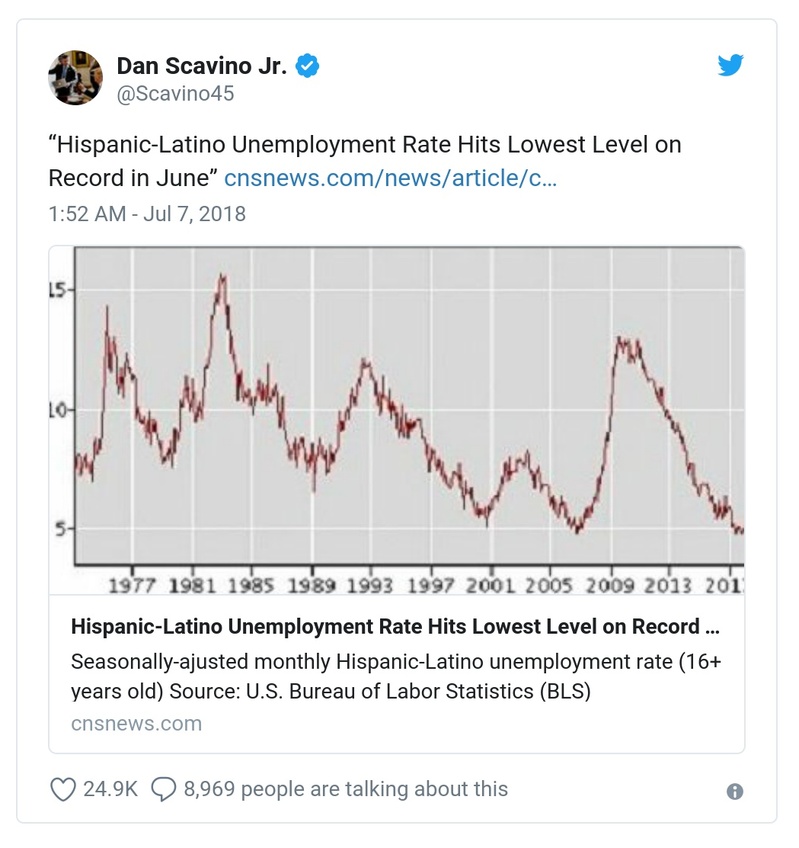 Dan Scavino Jr.
@Scavino45
“Hispanic-Latino Unemployment Rate Hits Lowest Level on
Record in June” cnsnews.com/news/article/c…
1:52 AM - Jul 7, 2018
15
10
5
1977 1981 1985 1989 1993 1997 2001 2005 2009 2013 201
Hispanic-Latino Unemployment Rate Hits Lowest Level on Record ...
Seasonally-ajusted monthly Hispanic-Latino unemployment rate (16+
years old) Source: U.S. Bureau of Labor Statistics (BLS)
cnsnews.com
24.9K 8,969 people are talking about this